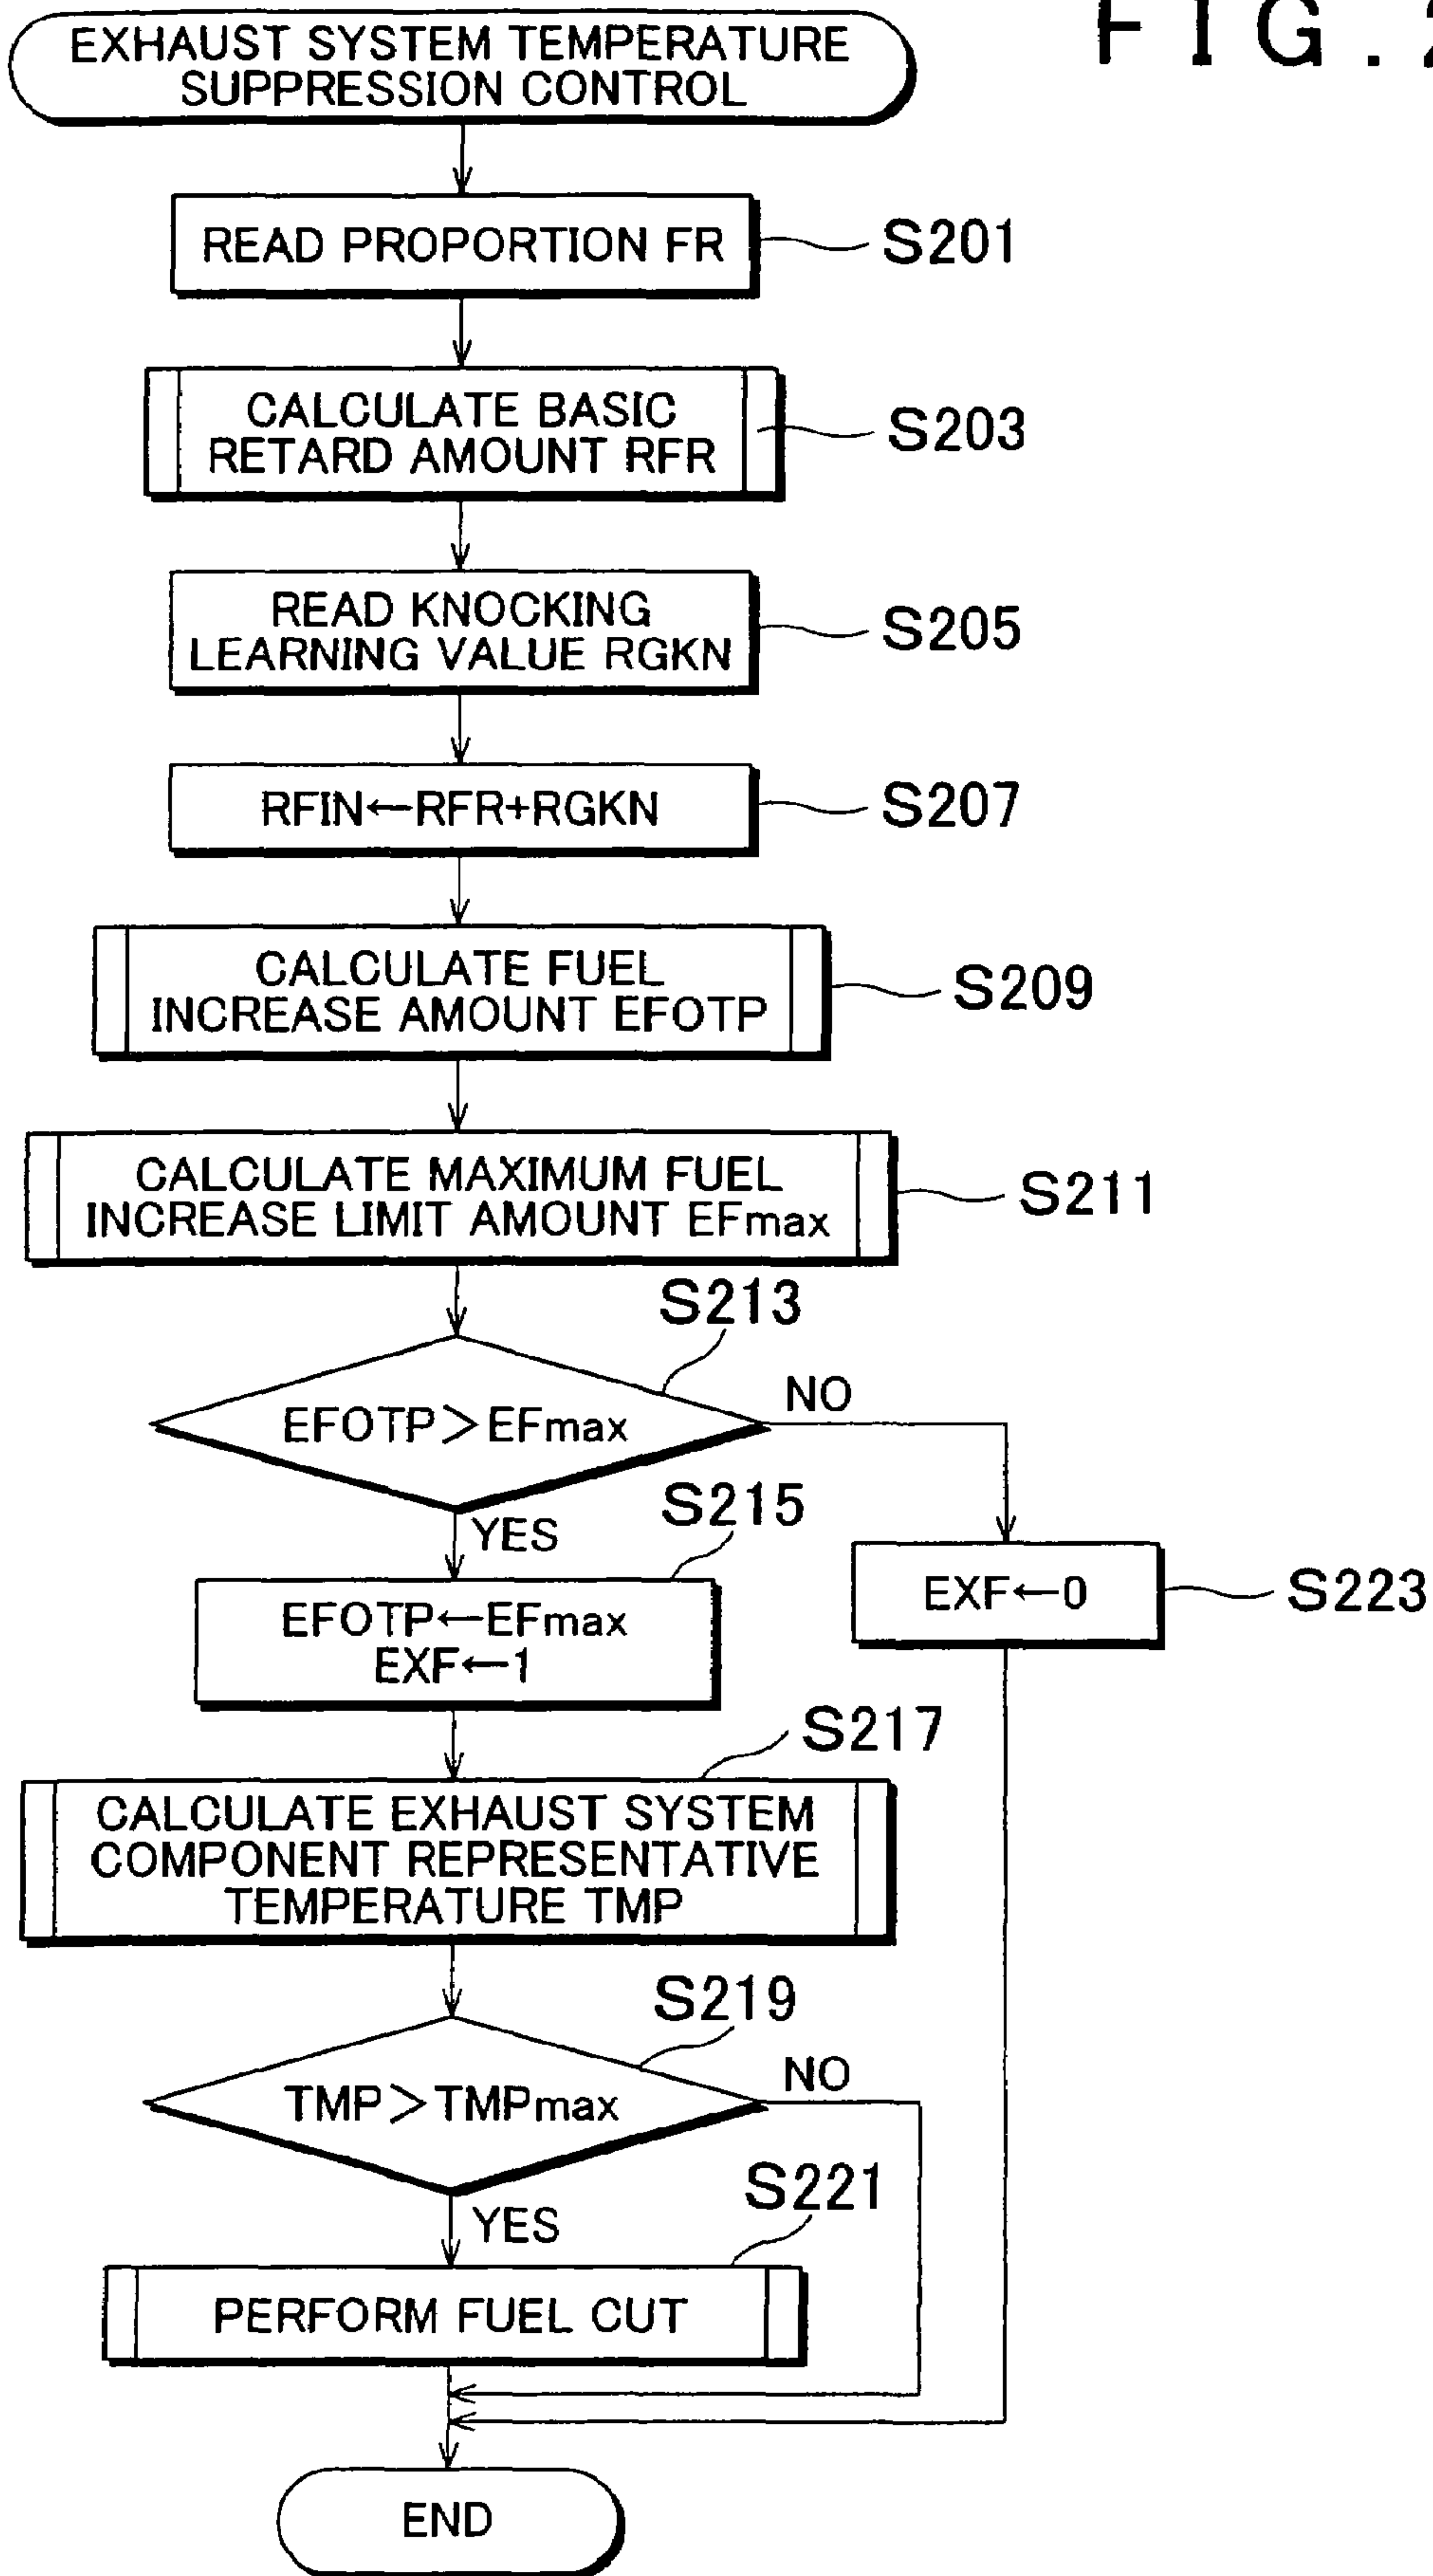 FIG. 2
EXHAUST SYSTEM TEMPERATURE
SUPPRESSION CONTROL
READ PROPORTION FR
S201
CALCULATE BASIC
RETARD AMOUNT RFR
S203
READ KNOCKING
LEARNING VALUE RGKN
S205
RFIN←RFR+RGKN
S207
CALCULATE FUEL
INCREASE AMOUNT EFOTP
S209
CALCULATE MAXIMUM FUEL
INCREASE LIMIT AMOUNT EFmax
S211
S213
EFOTP>EFmax
NO
YES
S215
EFOTP←EFmax
EXF←1
EXF←0
S223
S217
CALCULATE EXHAUST SYSTEM
COMPONENT REPRESENTATIVE
TEMPERATURE TMP
S219
TMP>TMPmax
NO
YES
S221
PERFORM FUEL CUT
END